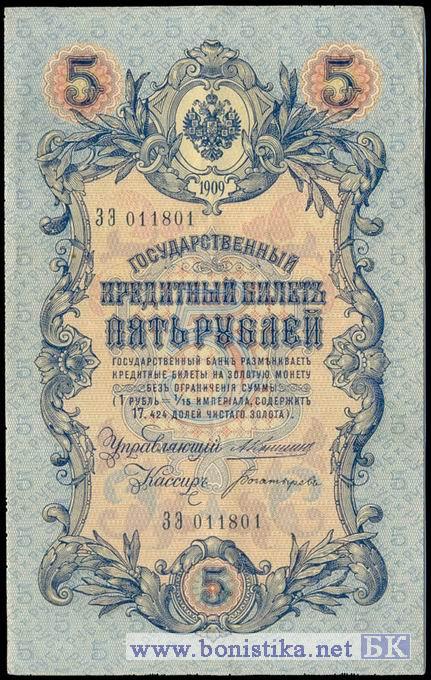 5 5
1909
ЗЭ 011801
ГОСУДАРСТВЕННЫЙ
КРЕДИТНЫЙ БИЛЕТЪ
ПЯТЬ РУБЛЕЙ
ГОСУДАРСТВЕННЫЙ БАНКЪ РАЗМѢНИВАЕТЪ
КРЕДИТНЫЕ БИЛЕТЫ НА ЗОЛОТУЮ МОНЕТУ
БЕЗЪ ОГРАНИЧЕНІЯ СУММЫ
(1 РУБЛЬ = 1/15 ИМПЕРІАЛА, СОДЕРЖИТЪ
17,424 ДОЛЕЙ ЧИСТАГО ЗОЛОТА).
Управляющій
Кассиръ Богатыревъ
ЗЭ 011801
5
www.bonistika.net БК